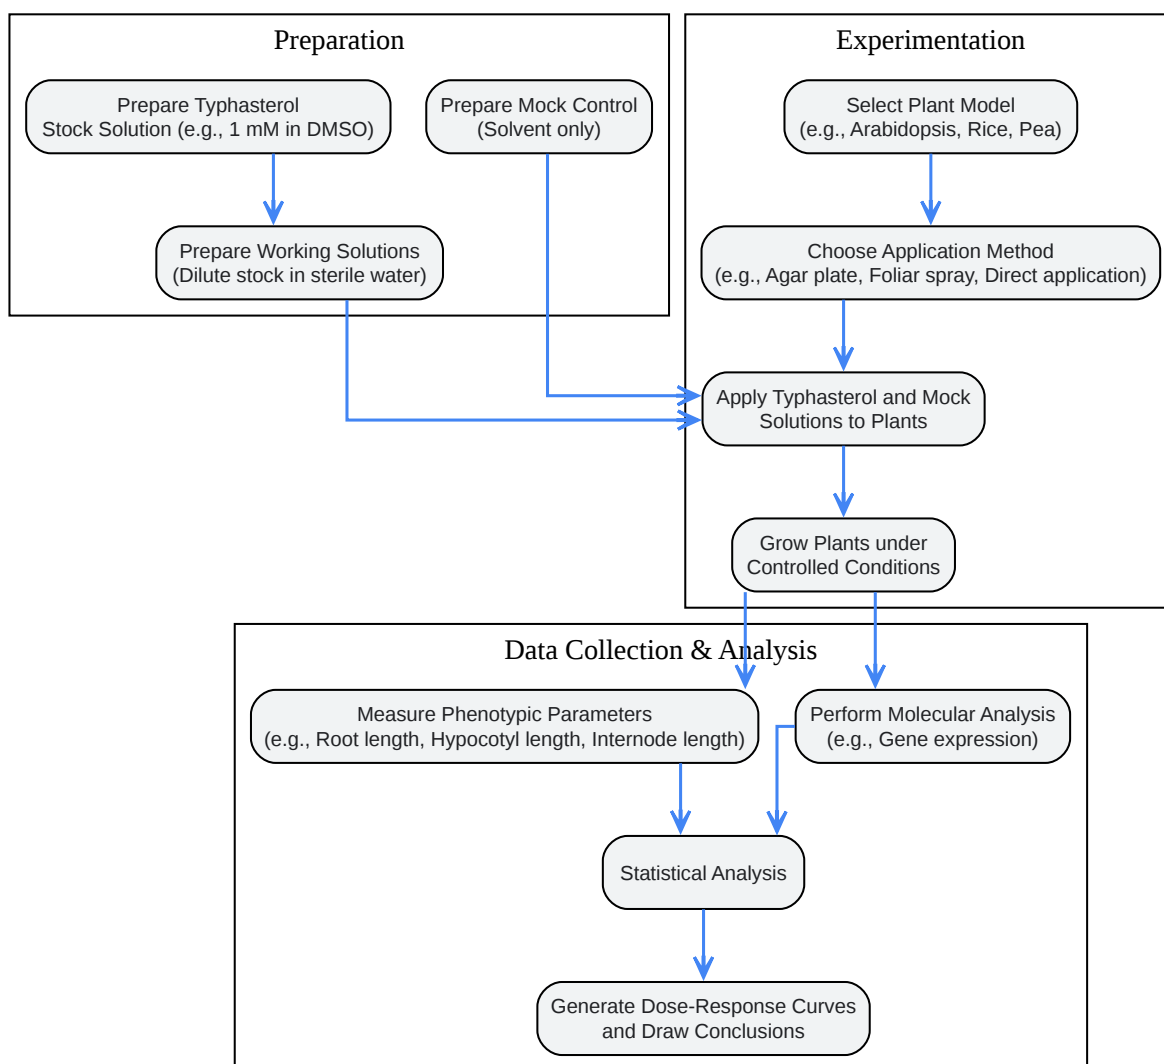 Preparation
Prepare Typhasterol
Stock Solution (e.g., 1 mM in DMSO)
Prepare Mock Control
(Solvent only)
Prepare Working Solutions
(Dilute stock in sterile water)
Experimentation
Select Plant Model
(e.g., Arabidopsis, Rice, Pea)
Choose Application Method
(e.g., Agar plate, Foliar spray, Direct application)
Apply Typhasterol and Mock
Solutions to Plants
Grow Plants under
Controlled Conditions
Data Collection & Analysis
Measure Phenotypic Parameters
(e.g., Root length, Hypocotyl length, Internode length)
Perform Molecular Analysis
(e.g., Gene expression)
Statistical Analysis
Generate Dose-Response Curves
and Draw Conclusions